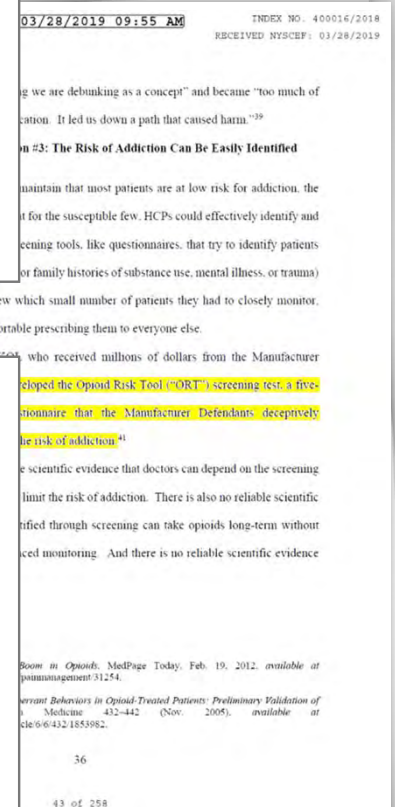 03/28/2019 09:55 AM
INDEX NO. 400016/2018
RECEIVED NYSCEF: 03/28/2019
g we are debunking as a concept” and became “too much of
cation. It led us down a path that caused harm.”39
n #3: The Risk of Addiction Can Be Easily Identified
maintain that most patients are at low risk for addiction, the
t for the susceptible few, HCPs could effectively identify and
eening tools, like questionnaires, that try to identify patients
or family histories of substance use, mental illness, or trauma)
ew which small number of patients they had to closely monitor,
ortable prescribing them to everyone else.
who received millions of dollars from the Manufacturer
eloped the Opioid Risk Tool (“ORT”) screening test, a five-
stionnaire that the Manufacturer Defendants deceptively
he risk of addiction.41
e scientific evidence that doctors can depend on the screening
limit the risk of addiction. There is also no reliable scientific
tified through screening can take opioids long-term without
ced monitoring. And there is no reliable scientific evidence
Boom in Opioids, MedPage Today, Feb. 19, 2012, available at
painmanagement/31254.
errant Behaviors in Opioid-Treated Patients: Preliminary Validation of
Medicine 432–442 (Nov. 2005), available at
cle/6/6/432/1853982.
36
43 of 258